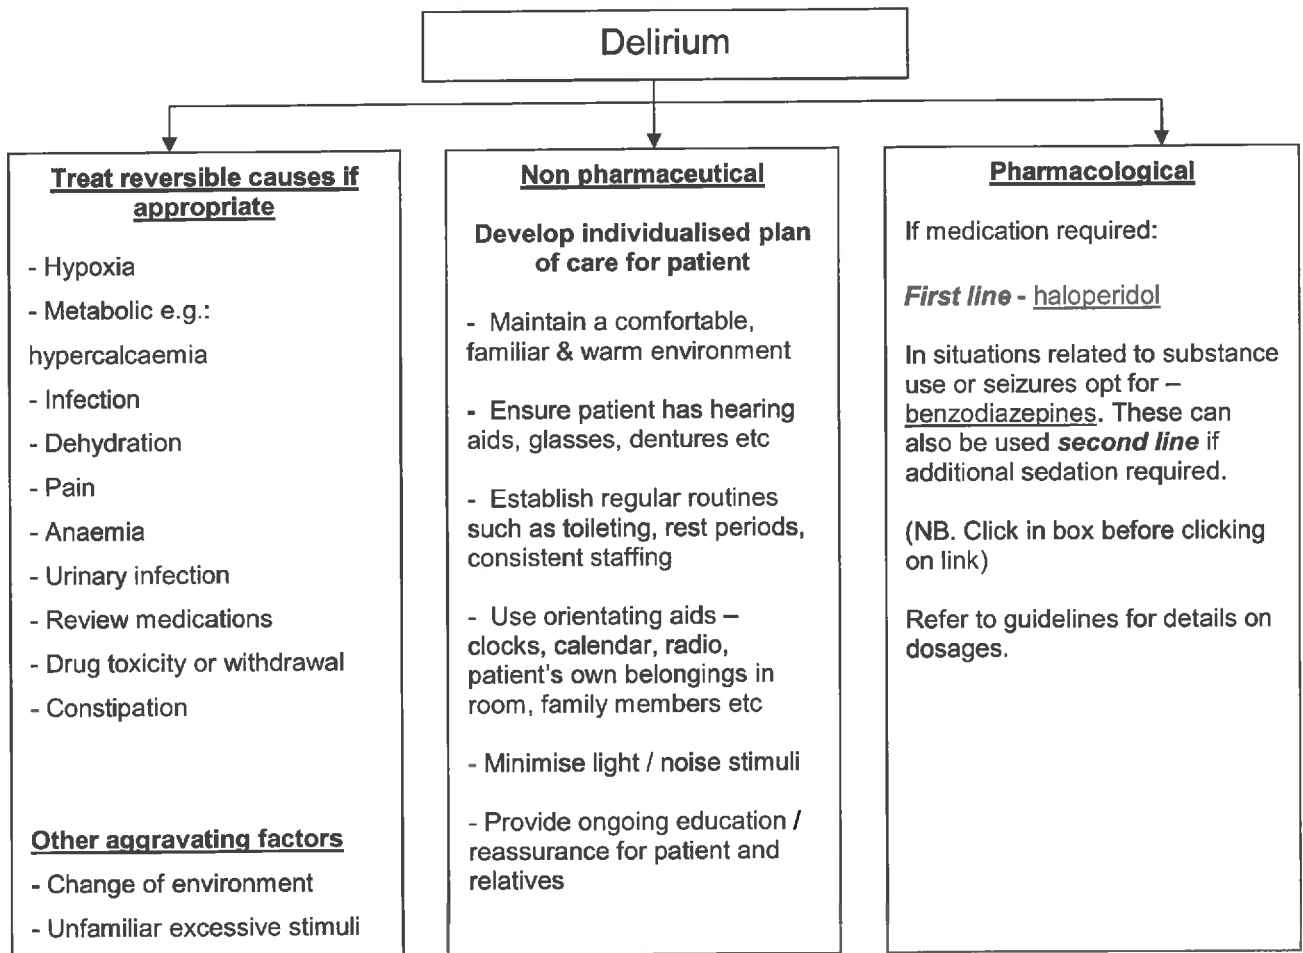 Delirium
Treat reversible causes if
appropriate
- Hypoxia
- Metabolic e.g.:
hypercalcaemia
- Infection
- Dehydration
- Pain
- Anaemia
- Urinary infection
- Review medications
- Drug toxicity or withdrawal
- Constipation
Other aggravating factors
- Change of environment
- Unfamiliar excessive stimuli
Non pharmaceutical
Develop individualised plan
of care for patient
- Maintain a comfortable,
familiar & warm environment
- Ensure patient has hearing
aids, glasses, dentures etc
- Establish regular routines
such as toileting, rest periods,
consistent staffing
- Use orientating aids –
clocks, calendar, radio,
patient's own belongings in
room, family members etc
- Minimise light / noise stimuli
- Provide ongoing education /
reassurance for patient and
relatives
Pharmacological
If medication required:
First line - haloperidol
In situations related to substance
use or seizures opt for –
benzodiazepines. These can
also be used second line if
additional sedation required.
(NB. Click in box before clicking
on link)
Refer to guidelines for details on
dosages.